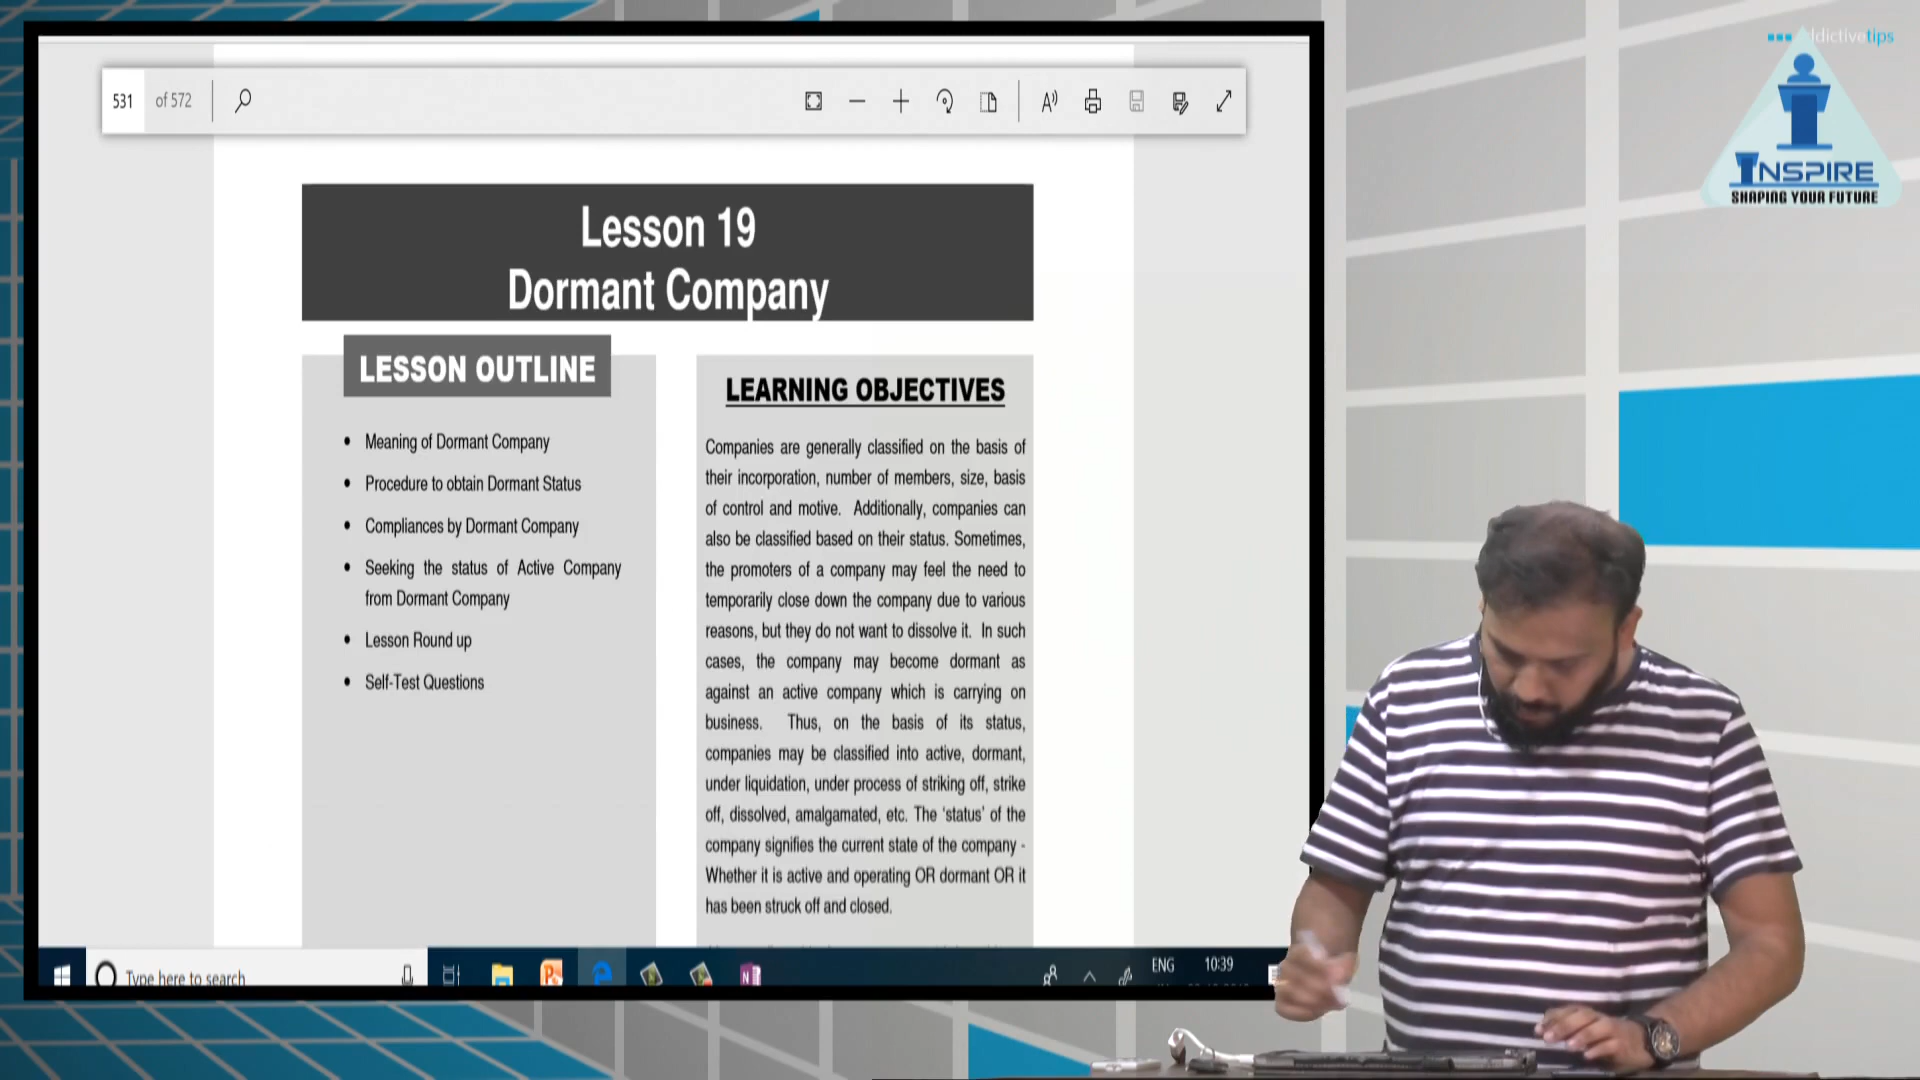 531 of 572
Lesson 19
Dormant Company
LESSON OUTLINE
• Meaning of Dormant Company
• Procedure to obtain Dormant Status
• Compliances by Dormant Company
• Seeking the status of Active Company
from Dormant Company
• Lesson Round up
• Self-Test Questions
LEARNING OBJECTIVES
Companies are generally classified on the basis of
their incorporation, number of members, size, basis
of control and motive. Additionally, companies can
also be classified based on their status. Sometimes,
the promoters of a company may feel the need to
temporarily close down the company due to various
reasons, but they do not want to dissolve it. In such
cases, the company may become dormant as
against an active company which is carrying on
business. Thus, on the basis of its status,
companies may be classified into active, dormant,
under liquidation, under process of striking off, strike
off, dissolved, amalgamated, etc. The 'status' of the
company signifies the current state of the company -
Whether it is active and operating OR dormant OR it
has been struck off and closed.
Type here to search
ENG
10:39
dictivetips
INSPIRE
SHAPING YOUR FUTURE